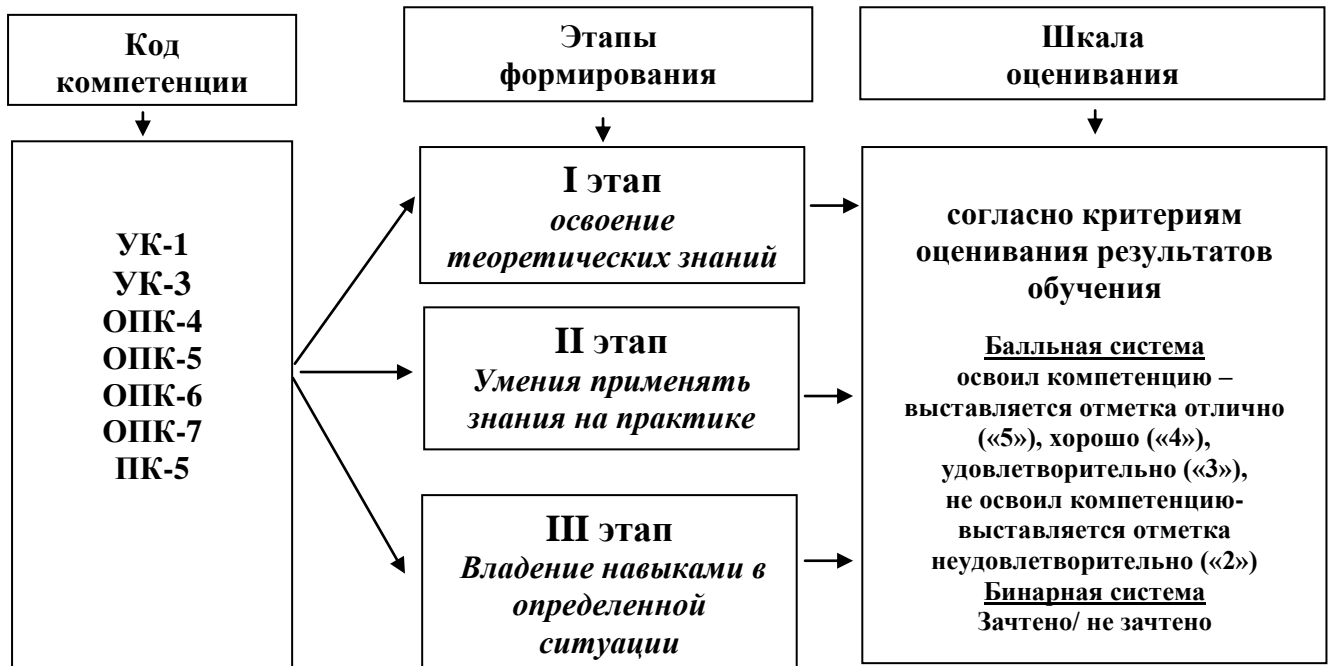 Код
компетенции
Этапы
формирования
Шкала
оценивания
УК-1
УК-3
ОПК-4
ОПК-5
ОПК-6
ОПК-7
ПК-5
I этап
освоение
теоретических знаний
II этап
Умения применять
знания на практике
III этап
Владение навыками в
определенной
ситуации
согласно критериям
оценивания результатов
обучения
Балльная система
освоил компетенцию –
выставляется отметка отлично
(«5»), хорошо («4»),
удовлетворительно («3»),
не освоил компетенцию-
выставляется отметка
неудовлетворительно («2»)
Бинарная система
Зачтено/ не зачтено